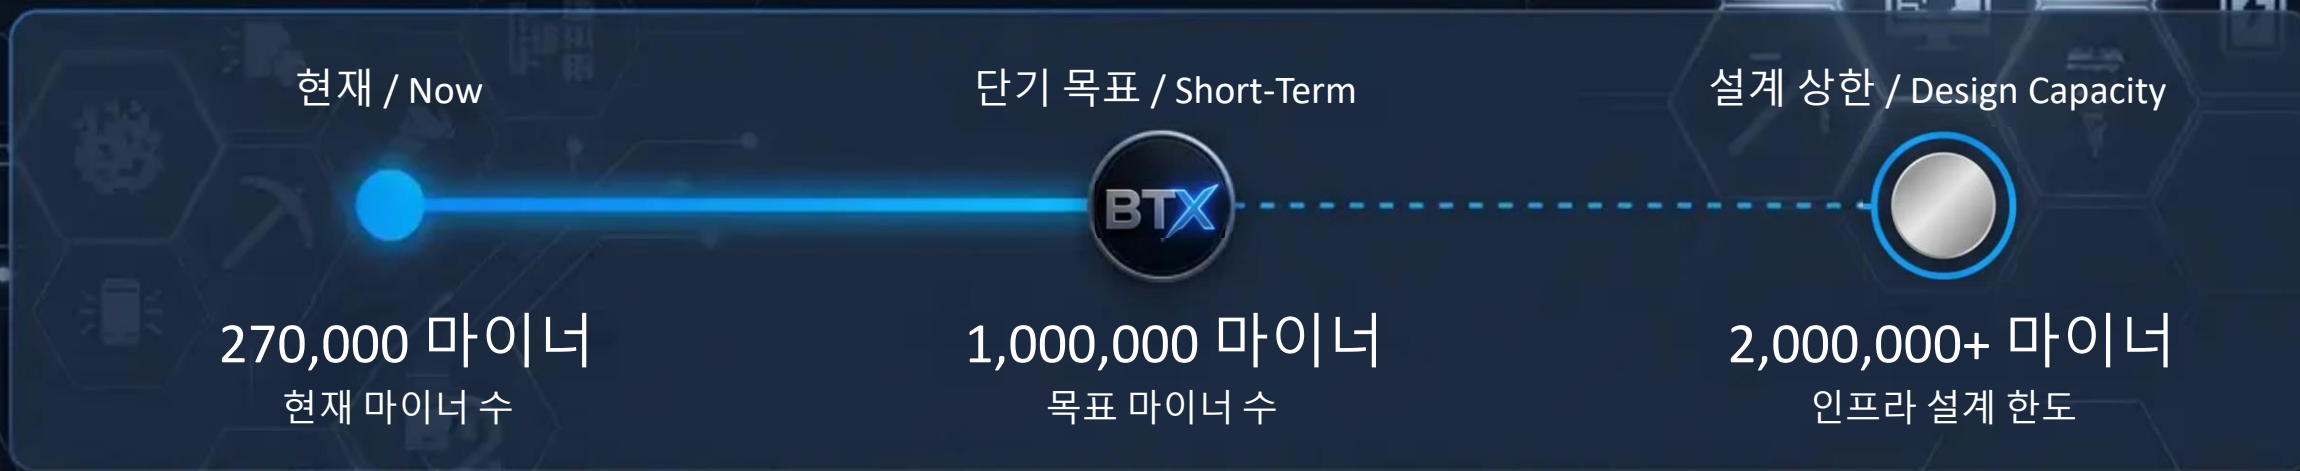 현재 / Now
단기 목표 / Short-Term
설계 상한 / Design Capacity
BTX
270,000 마이너
1,000,000 마이너
2,000,000+ 마이너
현재 마이너 수
목표 마이너 수
인프라 설계 한도